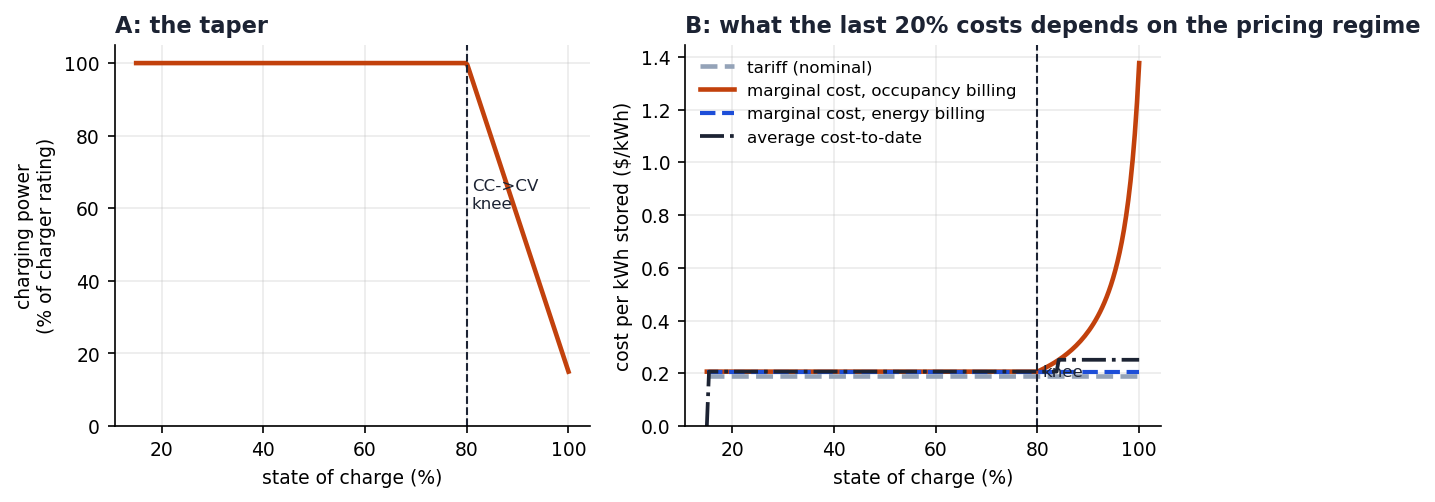 A: the taper
charging power
(% of charger rating)
100
80
60
40
20
0
CC->CV
knee
20
40
60
80
100
state of charge (%)
B: what the last 20% costs depends on the pricing regime
cost per kWh stored ($/kWh)
1.4
1.2
1.0
0.8
0.6
0.4
0.2
0.0
tariff (nominal)
marginal cost, occupancy billing
marginal cost, energy billing
average cost-to-date
knee
20
40
60
80
100
state of charge (%)